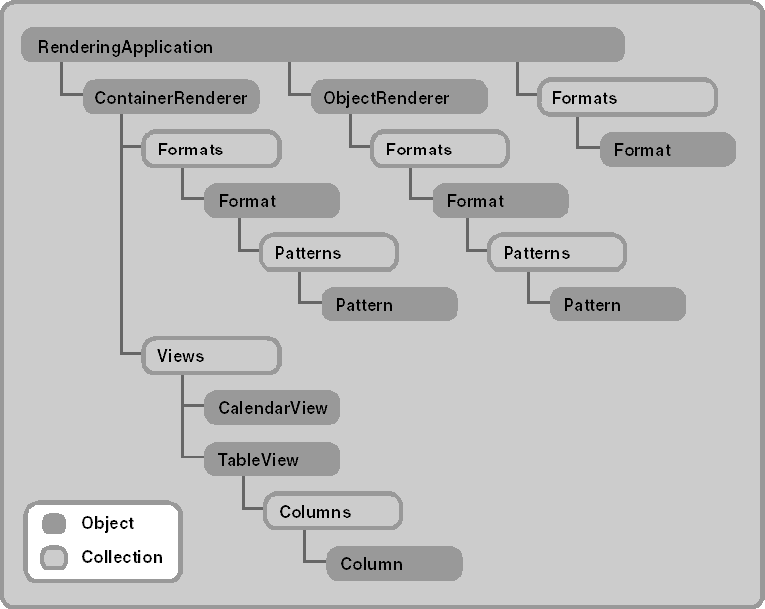 RenderingApplication
ContainerRenderer
ObjectRenderer
Formats
Formats
Formats
Format
Format
Format
Patterns
Patterns
Pattern
Pattern
Views
CalendarView
TableView
Columns
Column
Object
Collection